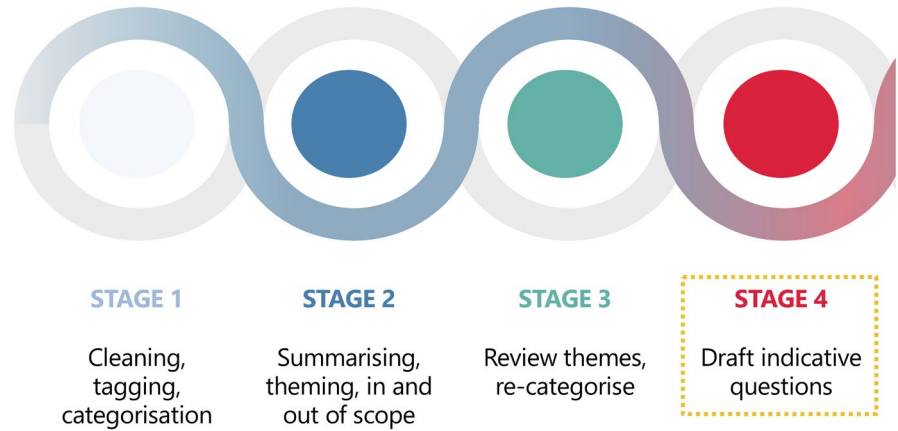 STAGE 1
Cleaning,
tagging,
categorisation
STAGE 2
Summarising,
theming, in and
out of scope
STAGE 3
Review themes,
re-categorise
STAGE 4
Draft indicative
questions